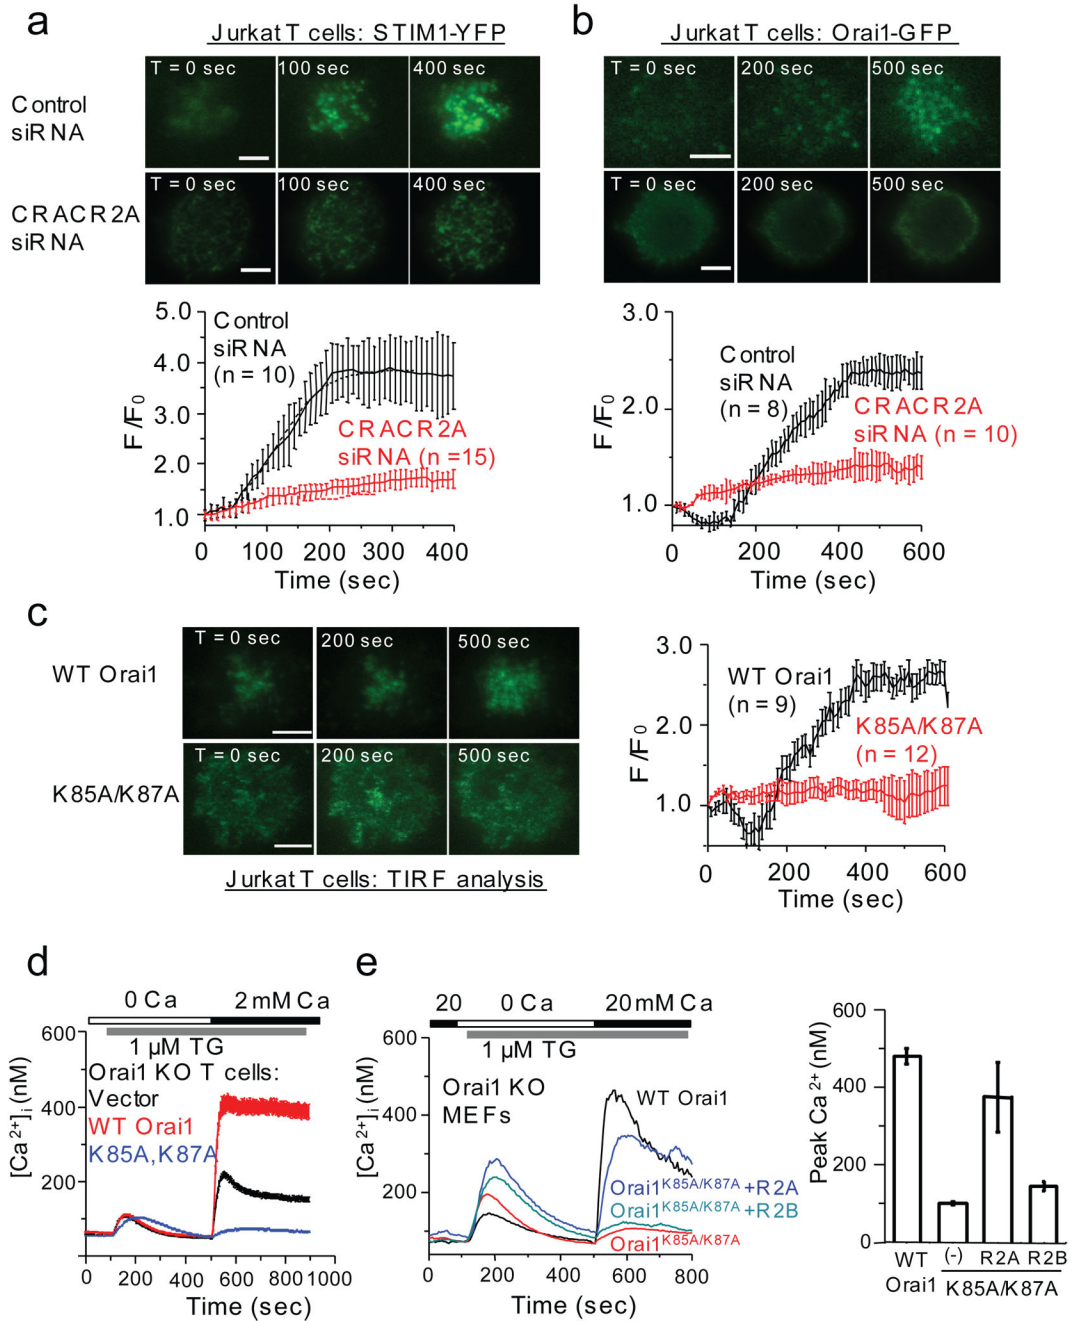 a
Jurkat T cells: STIM1-YFP
Control
siRNA
T = 0 sec
100 sec
400 sec
CRACR2A
siRNA
T = 0 sec
100 sec
400 sec
5.0
4.0
3.0
2.0
1.0
F/F0
Control
siRNA
(n = 10)
CRACR2A
siRNA (n =15)
0 100 200 300 400
Time (sec)
b
Jurkat T cells: Orai1-GFP
T = 0 sec
200 sec
500 sec
T = 0 sec
200 sec
500 sec
3.0
2.0
1.0
F/F0
Control
siRNA
(n = 8)
CRACR2A
siRNA (n = 10)
0 200 400 600
Time (sec)
c
WT Orai1
T = 0 sec
200 sec
500 sec
K85A/K87A
T = 0 sec
200 sec
500 sec
Jurkat T cells: TIRF analysis
3.0
2.0
1.0
F/F0
WT Orai1
(n = 9)
K85A/K87A
(n = 12)
0 200 400 600
Time (sec)
d
0 Ca 2 mM Ca
1 µM TG
600
400
200
[Ca2+]i (nM)
Orai1 KO T cells:
Vector
WT Orai1
K85A, K87A
0 200 400 600 800 1000
Time (sec)
e
20 0 Ca 20 mM Ca
1 µM TG
600
400
200
[Ca2+]i (nM)
Orai1 KO
MEFs
WT Orai1
Orai1K85A/K87A +R2A
Orai1K85A/K87A +R2B
Orai1K85A/K87A
0 200 400 600 800
Time (sec)
600
400
200
0
Peak Ca2+ (nM)
WT
Orai1
(-) R2A R2B
K85A/K87A